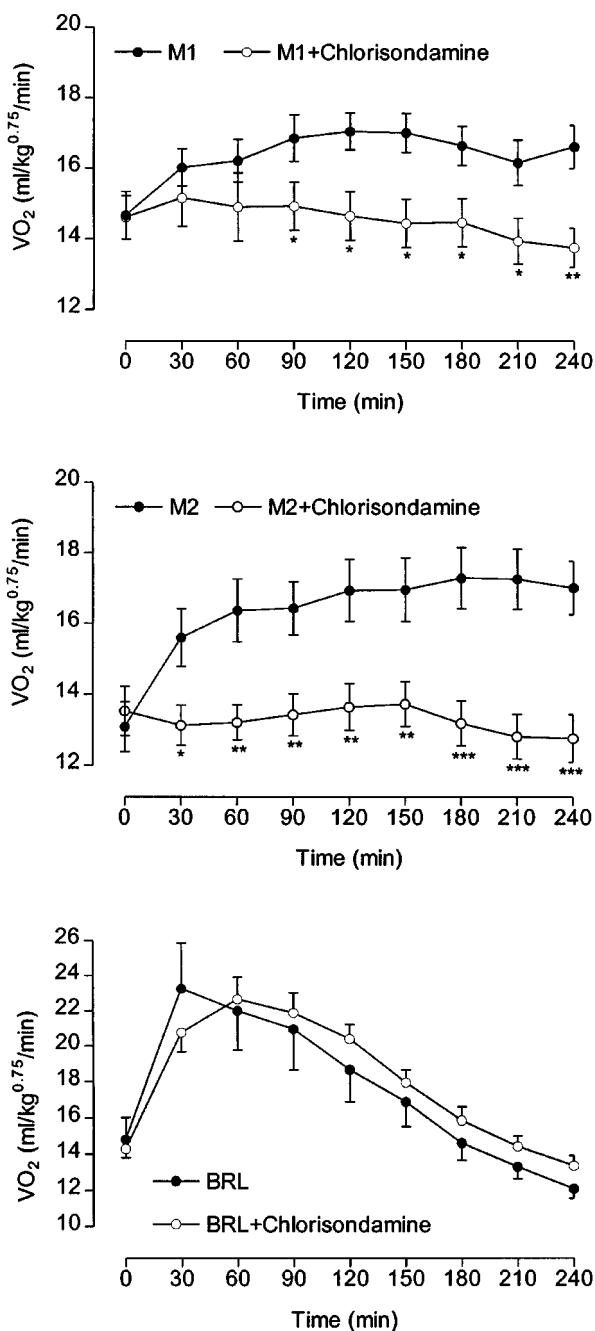 20
18
16
14
12
VO2 (ml/kg0.75/min)
M1 M1+Chlorisondamine
* * * * * **
0 30 60 90 120 150 180 210 240
Time (min)
20
18
16
14
12
VO2 (ml/kg0.75/min)
M2 M2+Chlorisondamine
* ** ** ** ** *** *** ***
0 30 60 90 120 150 180 210 240
Time (min)
26
24
22
20
18
16
14
12
10
VO2 (ml/kg0.75/min)
BRL
BRL+Chlorisondamine
0 30 60 90 120 150 180 210 240
Time (min)